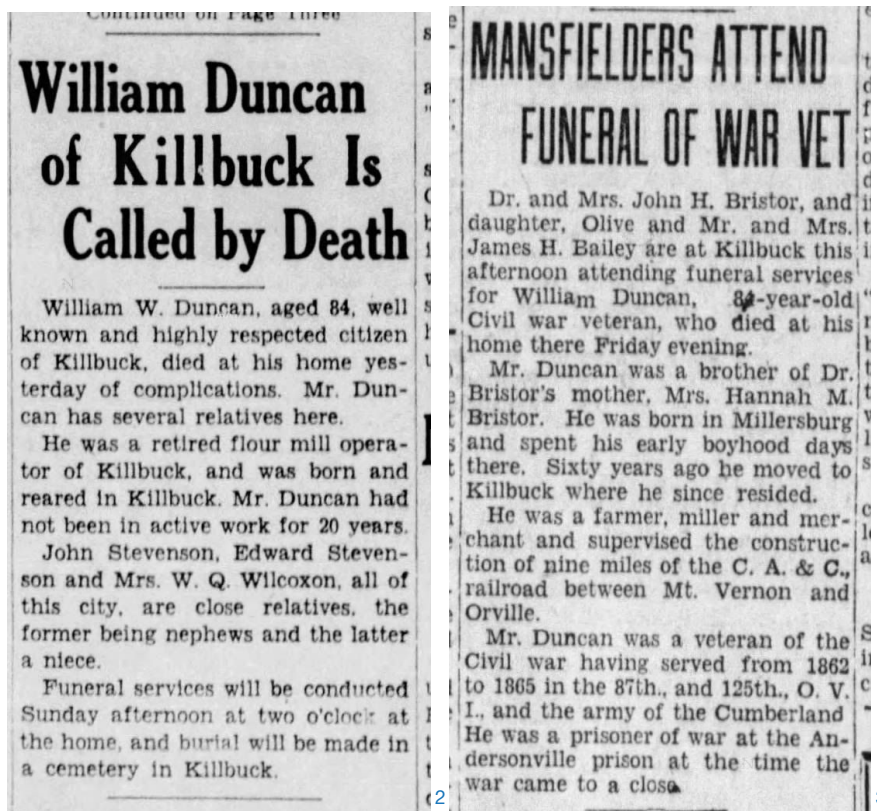 Continued on Page Three
William Duncan
of Killbuck Is
Called by Death
William W. Duncan, aged 84, well
known and highly respected citizen
of Killbuck, died at his home yes-
terday of complications. Mr. Dun-
can has several relatives here.
He was a retired flour mill opera-
tor of Killbuck, and was born and
reared in Killbuck. Mr. Duncan had
not been in active work for 20 years.
John Stevenson, Edward Steven-
son and Mrs. W. Q. Wilcoxon, all of
this city, are close relatives, the
former being nephews and the latter
a niece.
Funeral services will be conducted
Sunday afternoon at two o'clock at
the home, and burial will be made in
a cemetery in Killbuck.
2
MANSFIELDERS ATTEND
FUNERAL OF WAR VET
Dr. and Mrs. John H. Bristor, and
daughter, Olive and Mr. and Mrs.
James H. Bailey are at Killbuck this
afternoon attending funeral services
for William Duncan, -year-old
Civil war veteran, who died at his
home there Friday evening.
Mr. Duncan was a brother of Dr.
Bristor's mother, Mrs. Hannah M.
Bristor. He was born in Millersburg
and spent his early boyhood days
there. Sixty years ago he moved to
Killbuck where he since resided.
He was a farmer, miller and mer-
chant and supervised the construc-
tion of nine miles of the C. A. & C.,
railroad between Mt. Vernon and
Orville.
Mr. Duncan was a veteran of the
Civil war having served from 1862
to 1865 in the 87th., and 125th., O. V.
I., and the army of the Cumberland
He was a prisoner of war at the An-
dersonville prison at the time the
war came to a close